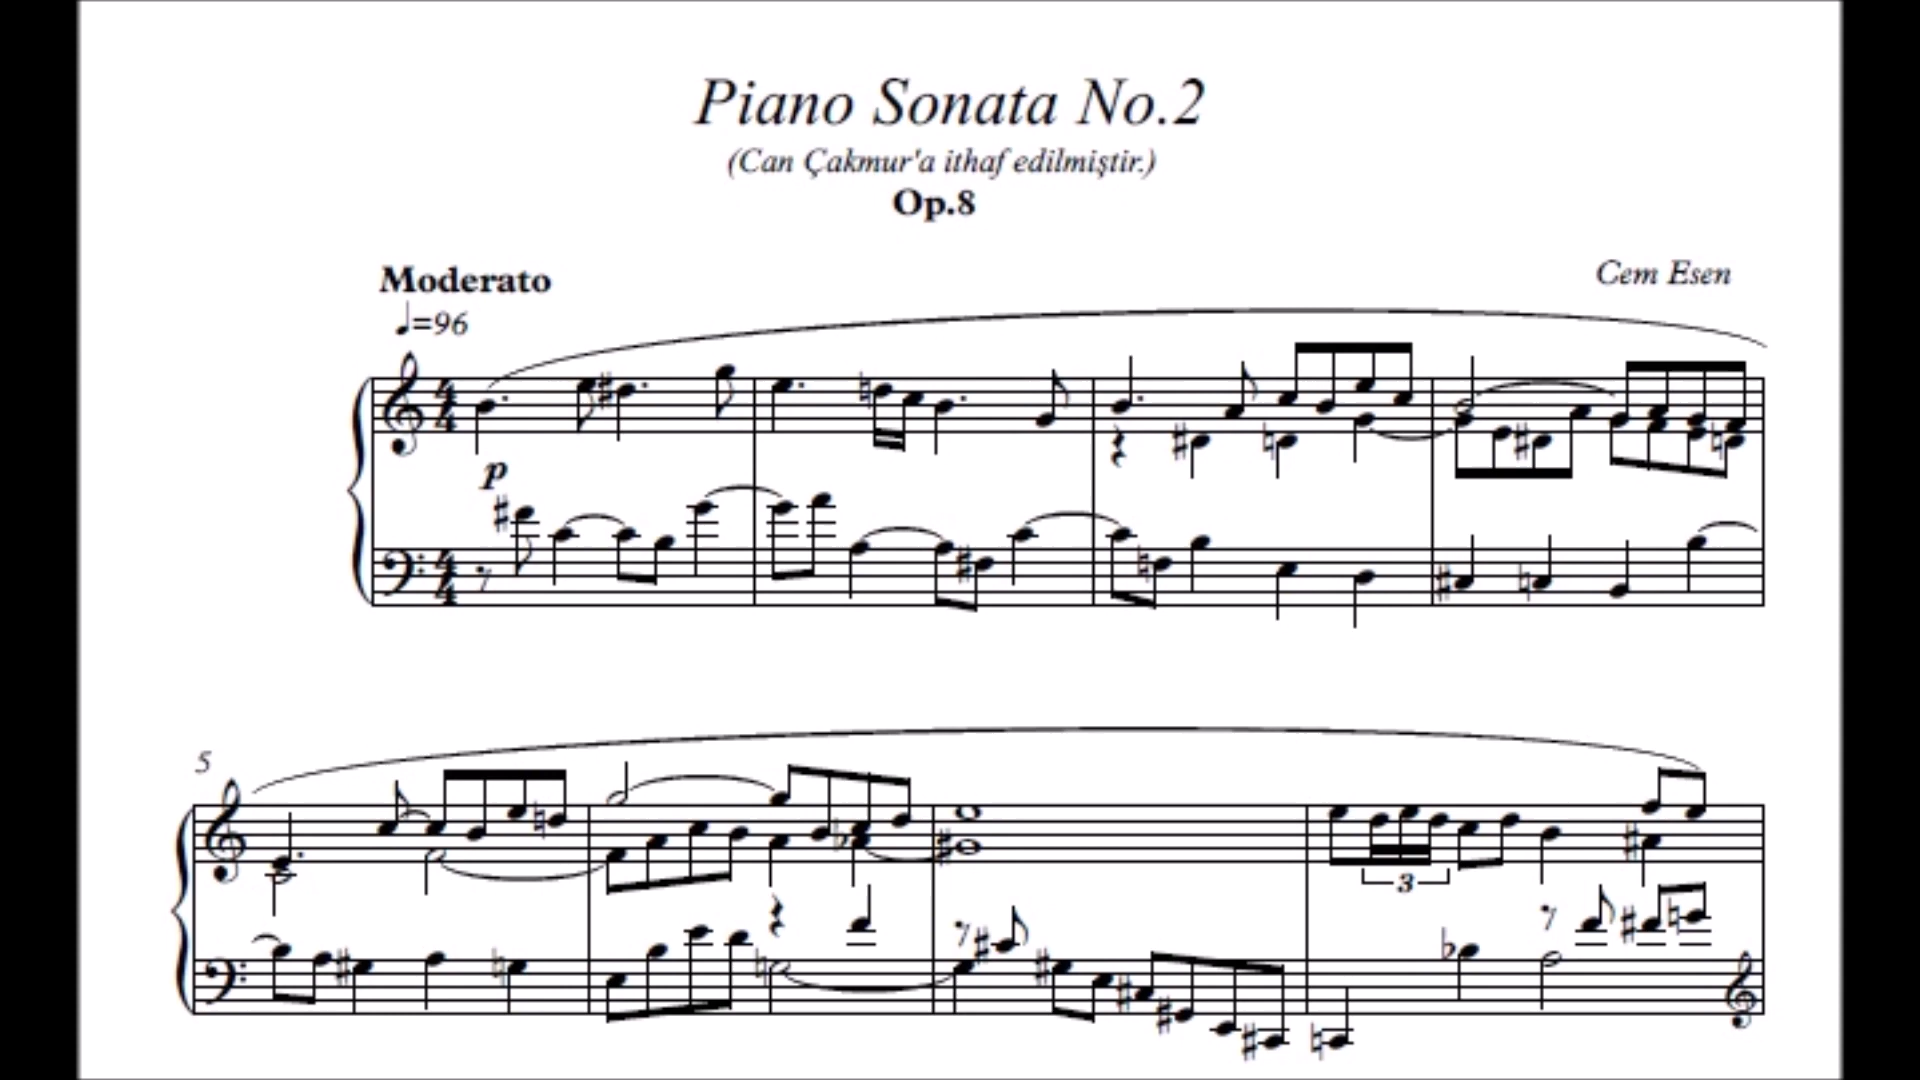 Piano Sonata No.2
(Can Çakmur'a ithaf edilmiştir.)
Op.8
Cem Esen
Moderato
♩=96
p
5
3